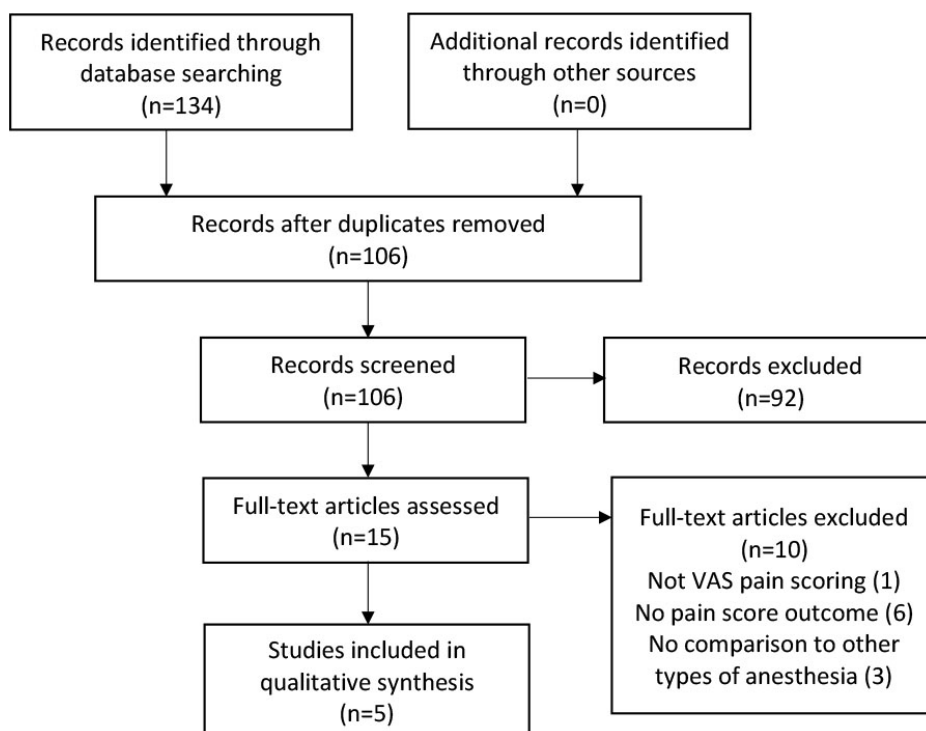 Records identified through
database searching
(n=134)
Additional records identified
through other sources
(n=0)
Records after duplicates removed
(n=106)
Records screened
(n=106)
Records excluded
(n=92)
Full-text articles assessed
(n=15)
Full-text articles excluded
(n=10)
Not VAS pain scoring (1)
No pain score outcome (6)
No comparison to other
types of anesthesia (3)
Studies included in
qualitative synthesis
(n=5)